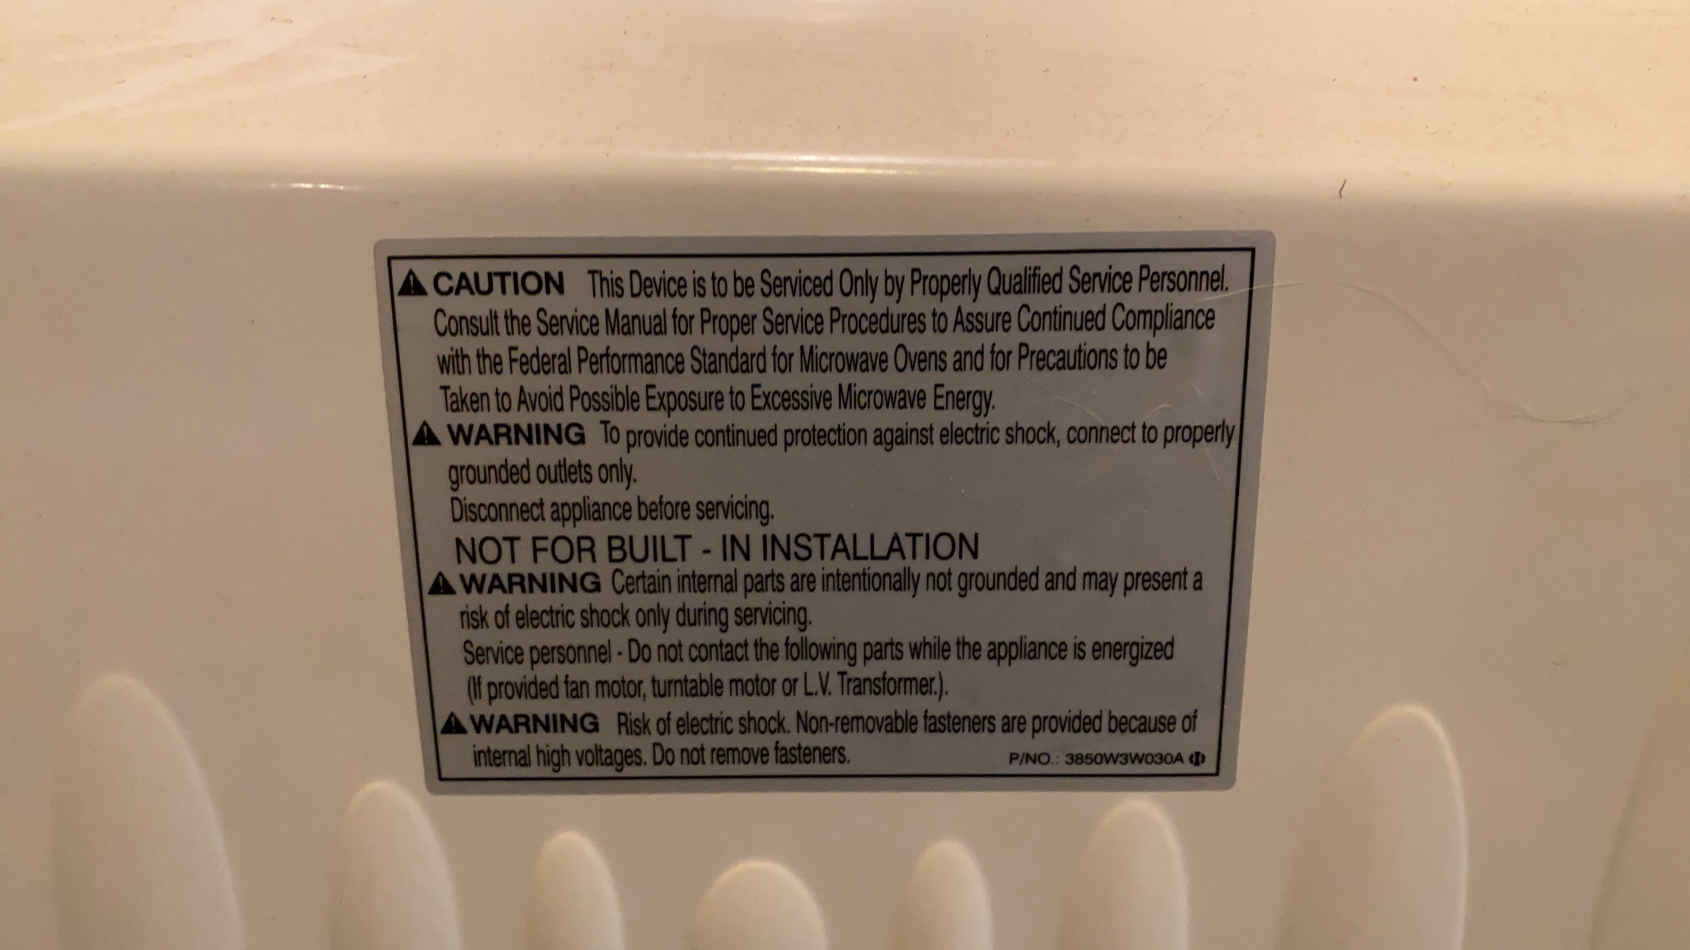 CAUTION This Device is to be Serviced Only by Properly Qualified Service Personnel.
Consult the Service Manual for Proper Service Procedures to Assure Continued Compliance
with the Federal Performance Standard for Microwave Ovens and for Precautions to be
Taken to Avoid Possible Exposure to Excessive Microwave Energy.
WARNING To provide continued protection against electric shock, connect to properly
grounded outlets only.
Disconnect appliance before servicing.
NOT FOR BUILT - IN INSTALLATION
WARNING Certain internal parts are intentionally not grounded and may present a
risk of electric shock only during servicing.
Service personnel - Do not contact the following parts while the appliance is energized
(If provided fan motor, turntable motor or L.V. Transformer.).
WARNING Risk of electric shock. Non-removable fasteners are provided because of
internal high voltages. Do not remove fasteners.
P/NO.: 3850W3W030A